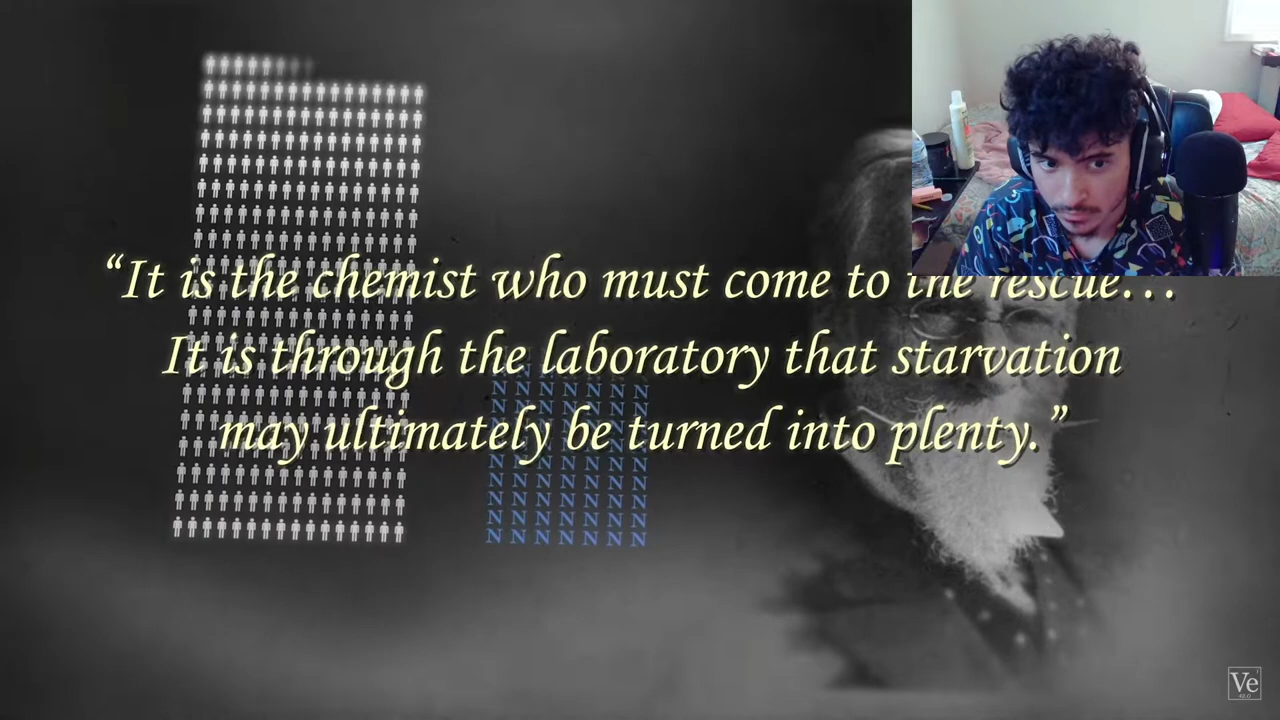 “It is the chemist who must come to the rescue…
It is through the laboratory that starvation
may ultimately be turned into plenty.”
N N N N N N N
N N N N N N N
N N N N N N N
N N N N N N N
N N N N N N N
N N N N N N N
N N N N N N N
Ve